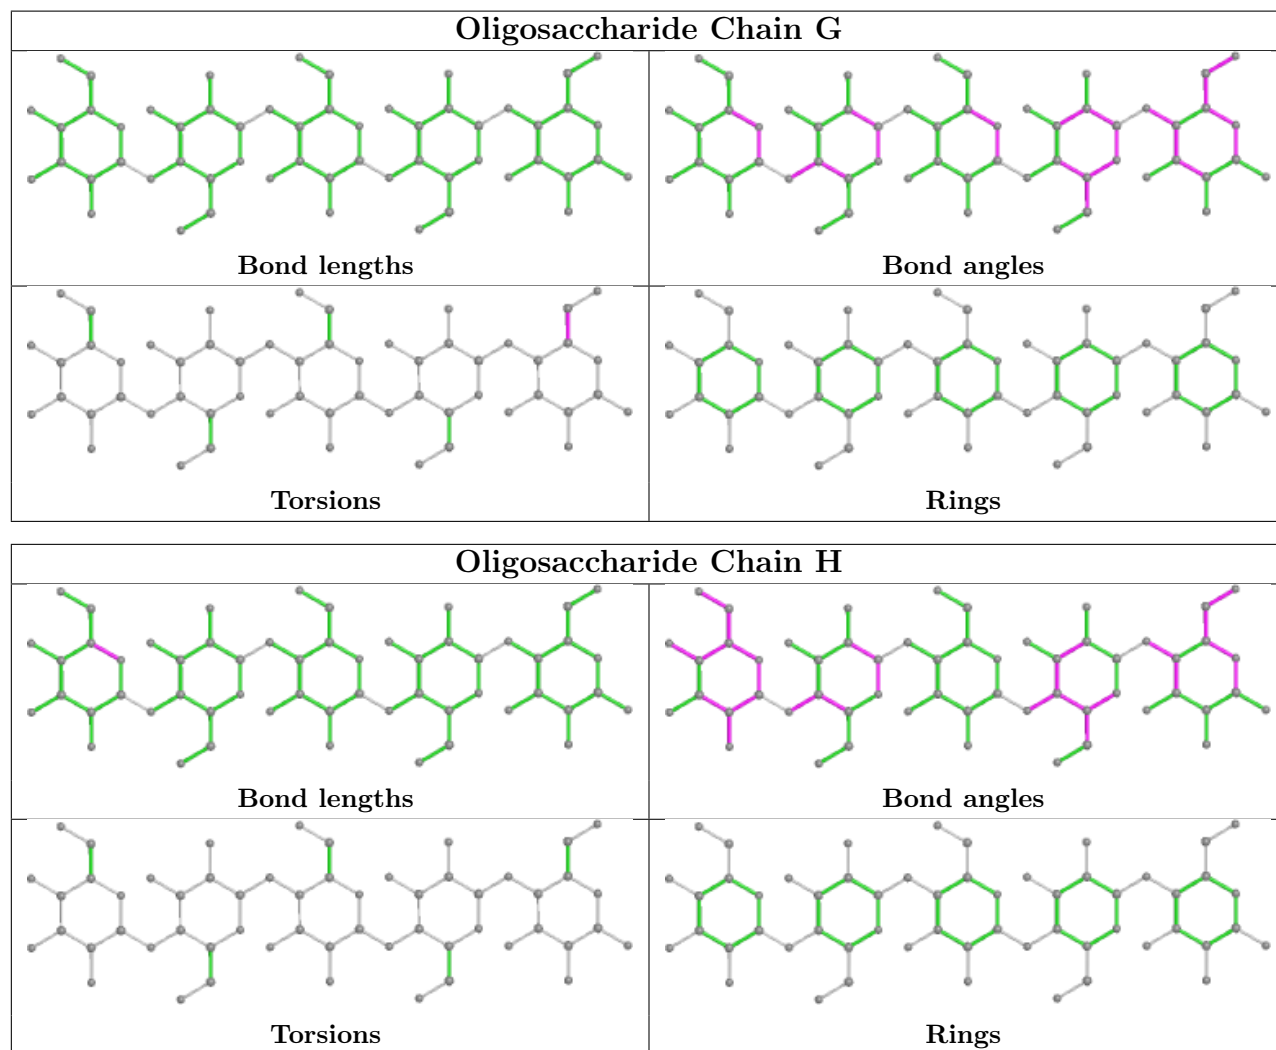 Oligosaccharide Chain G
Bond lengths
Bond angles
Torsions
Rings
Oligosaccharide Chain H
Bond lengths
Bond angles
Torsions
Rings